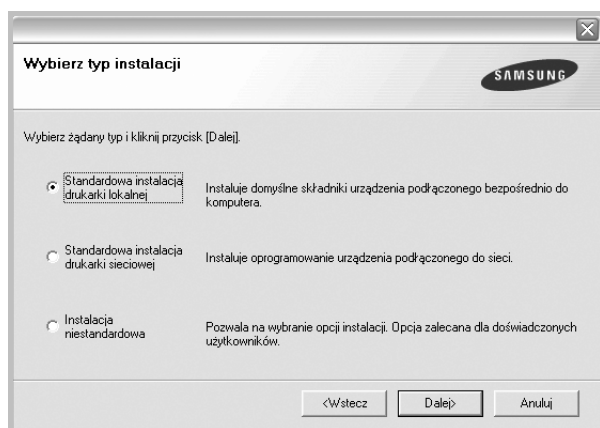 Wybierz typ instalacji
SAMSUNG
Wybierz żądany typ i kliknij przycisk [Dalej].
Standardowa instalacja
drukarki lokalnej
Instaluje domyślne składniki urządzenia podłączonego bezpośrednio do
komputera.
Standardowa instalacja
drukarki sieciowej
Instaluje oprogramowanie urządzenia podłączonego do sieci.
Instalacja
niestandardowa
Pozwala na wybranie opcji instalacji. Opcja zalecana dla doświadczonych
użytkowników.
<Wstecz
Dalej>
Anuluj